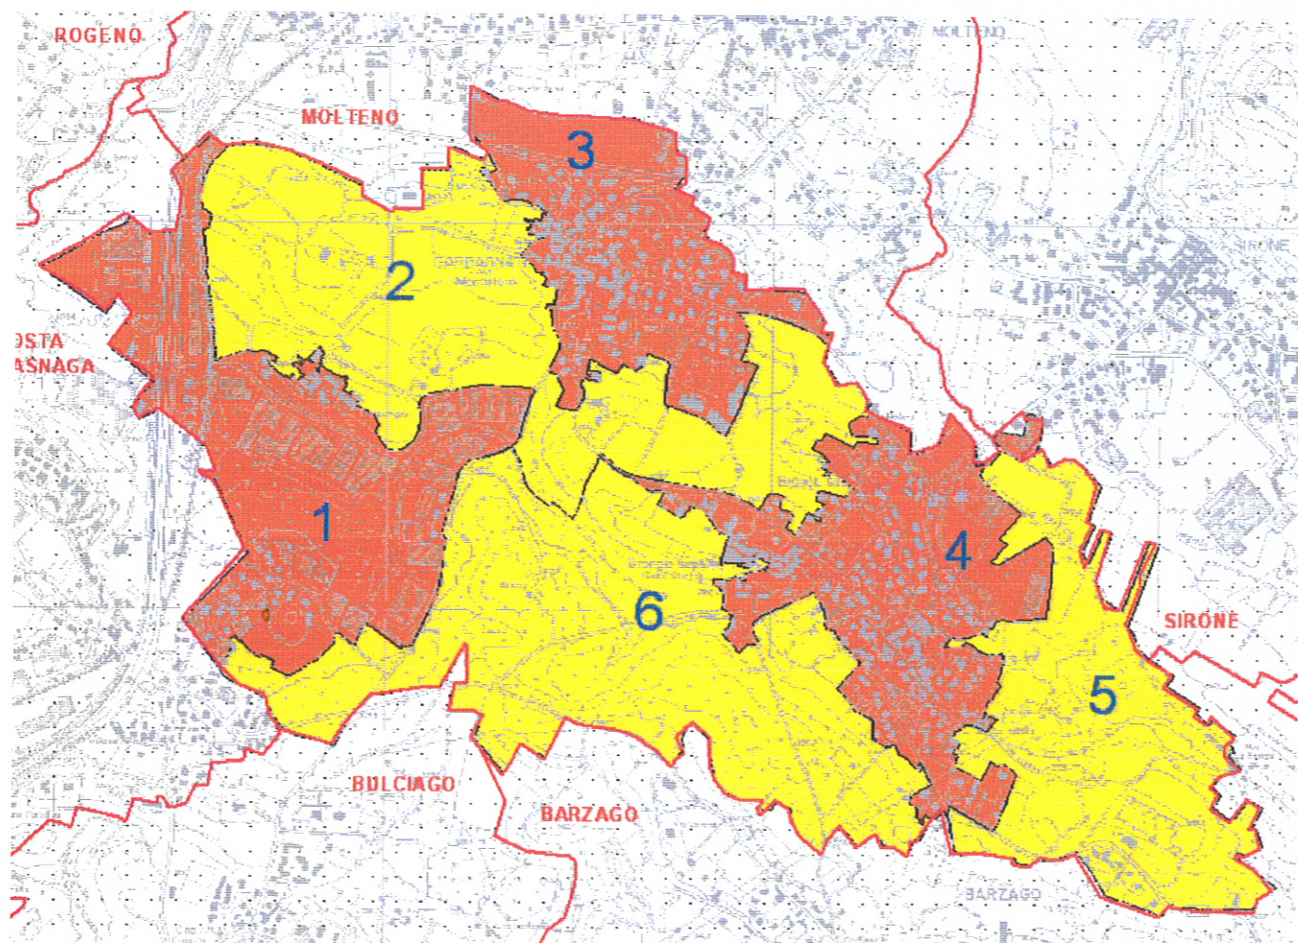 ROGENO
MOLTENO
MOLTENO
3
SIRONE
2
OSTA
ASNAGA
1
4
6
SIRONE
5
BULCIAGO
BARZAGO
BARZAGO